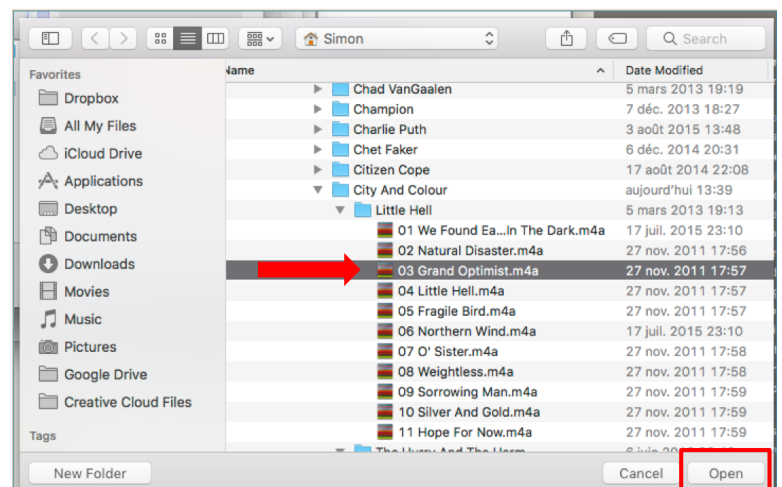 Simon
Search
Favorites
Dropbox
All My Files
iCloud Drive
Applications
Desktop
Documents
Downloads
Movies
Music
Pictures
Google Drive
Creative Cloud Files
Tags
Name Date Modified
Chad VanGaalen 5 mars 2013 19:19
Champion 7 déc. 2013 18:27
Charlie Puth 3 août 2015 13:48
Chet Faker 6 déc. 2014 20:31
Citizen Cope 17 août 2014 22:08
City And Colour aujourd'hui 13:39
Little Hell 5 mars 2013 19:13
01 We Found Ea...In The Dark.m4a 17 juil. 2015 23:10
02 Natural Disaster.m4a 27 nov. 2011 17:56
03 Grand Optimist.m4a 27 nov. 2011 17:57
04 Little Hell.m4a 27 nov. 2011 17:57
05 Fragile Bird.m4a 27 nov. 2011 17:57
06 Northern Wind.m4a 17 juil. 2015 23:10
07 O' Sister.m4a 27 nov. 2011 17:58
08 Weightless.m4a 27 nov. 2011 17:58
09 Sorrowing Man.m4a 27 nov. 2011 17:59
10 Silver And Gold.m4a 27 nov. 2011 17:59
11 Hope For Now.m4a 27 nov. 2011 17:59
The Hurry And The Harm
New Folder Cancel Open